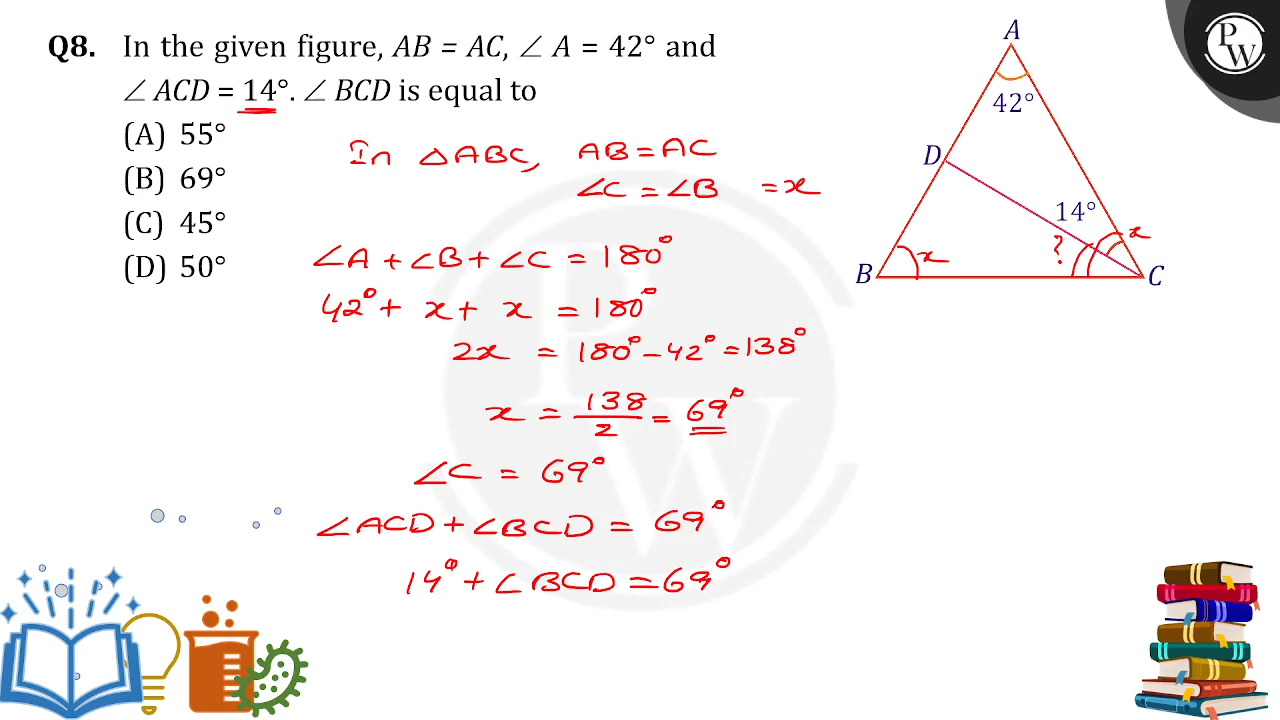 Q8. In the given figure, AB = AC, ∠ A = 42° and
∠ ACD = 14°. ∠ BCD is equal to
(A) 55°
(B) 69°
(C) 45°
(D) 50°
In △ABC, AB = AC
∠C = ∠B = x
∠A + ∠B + ∠C = 180°
42° + x + x = 180°
2x = 180° - 42° = 138°
x = 138/2 = 69°
∠C = 69°
∠ACD + ∠BCD = 69°
14° + ∠BCD = 69°
A
42°
D
14°
? x
B x C
P
W
P
W